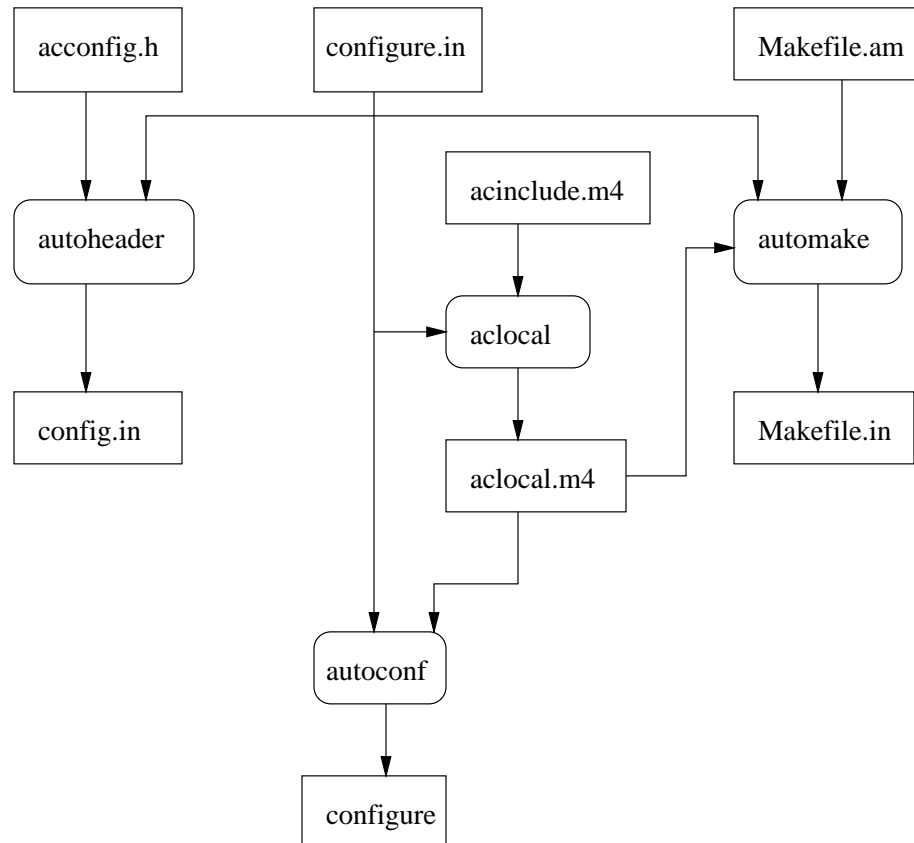 acconfig.h
configure.in
Makefile.am
acinclude.m4
autoheader
automake
aclocal
config.in
Makefile.in
aclocal.m4
autoconf
configure